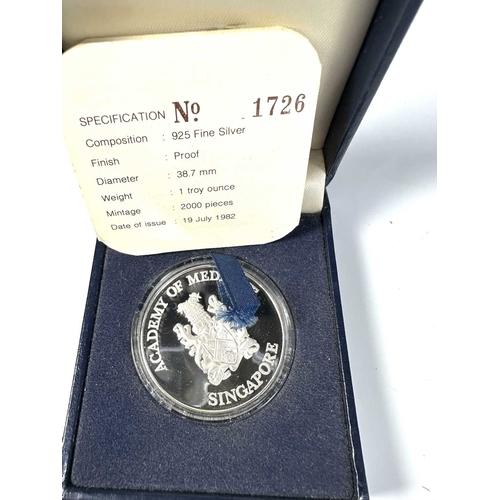 SPECIFICATION No 1726
Composition : 925 Fine Silver
Finish : Proof
Diameter : 38.7 mm
Weight : 1 troy ounce
Mintage : 2000 pieces
Date of issue : 19 July 1982
ACADEMY OF
SINGAPORE